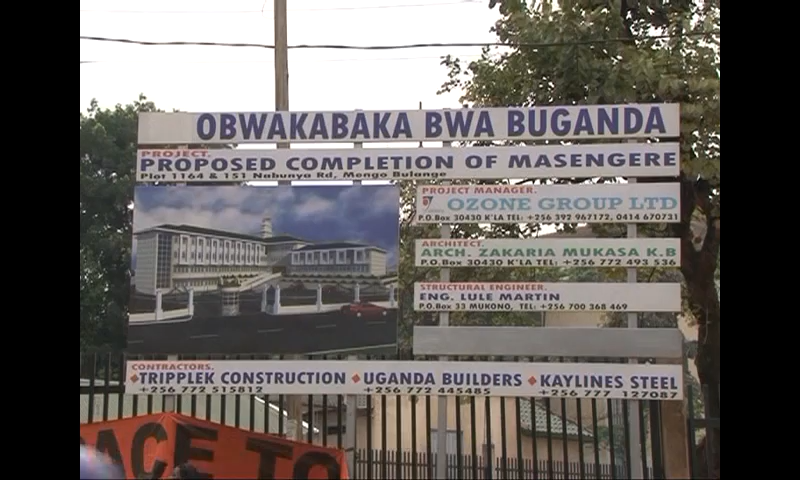 OBWAKABAKA BWA BUGANDA
PROJECT.
PROPOSED COMPLETION OF MASENGERE
Plot 1164 & 151 Nabunya Rd, Mengo Bulange
PROJECT MANAGER.
OZONE GROUP LTD
P.O.Box 30430 K'LA TEL: +256 392 967172, 0414 670731
ARCHITECT.
ARCH. ZAKARIA MUKASA K.B
P.O.Box 30430 K'LA TEL: +256 772 493 536
STRUCTURAL ENGINEER.
ENG. LULE MARTIN
P.O.Box 33 MUKONO, TEL: +256 700 368 469
CONTRACTORS.
TRIPPLEK CONSTRUCTION UGANDA BUILDERS KAYLINES STEEL
+256 772 515812 +256 772 445485 +256 777 127087
ACE TO